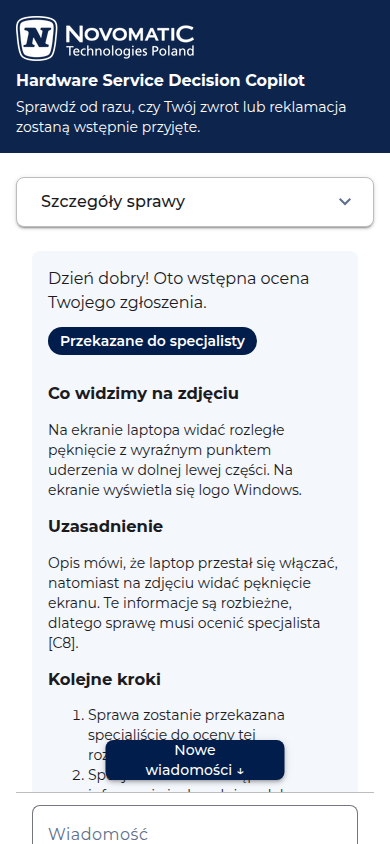 NOVOMATIC
Technologies Poland
Hardware Service Decision Copilot
Sprawdź od razu, czy Twój zwrot lub reklamacja
zostaną wstępnie przyjęte.
Szczegóły sprawy
Dzień dobry! Oto wstępna ocena
Twojego zgłoszenia.
Przekazane do specjalisty
Co widzimy na zdjęciu
Na ekranie laptopa widać rozległe
pęknięcie z wyraźnym punktem
uderzenia w dolnej lewej części. Na
ekranie wyświetla się logo Windows.
Uzasadnienie
Opis mówi, że laptop przestał się włączać,
natomiast na zdjęciu widać pęknięcie
ekranu. Te informacje są rozbieżne,
dlatego sprawę musi ocenić specjalista
[C8].
Kolejne kroki
1. Sprawa zostanie przekazana
specjaliście do oceny tej
Nowe
wiadomości ↓
2.
Wiadomość